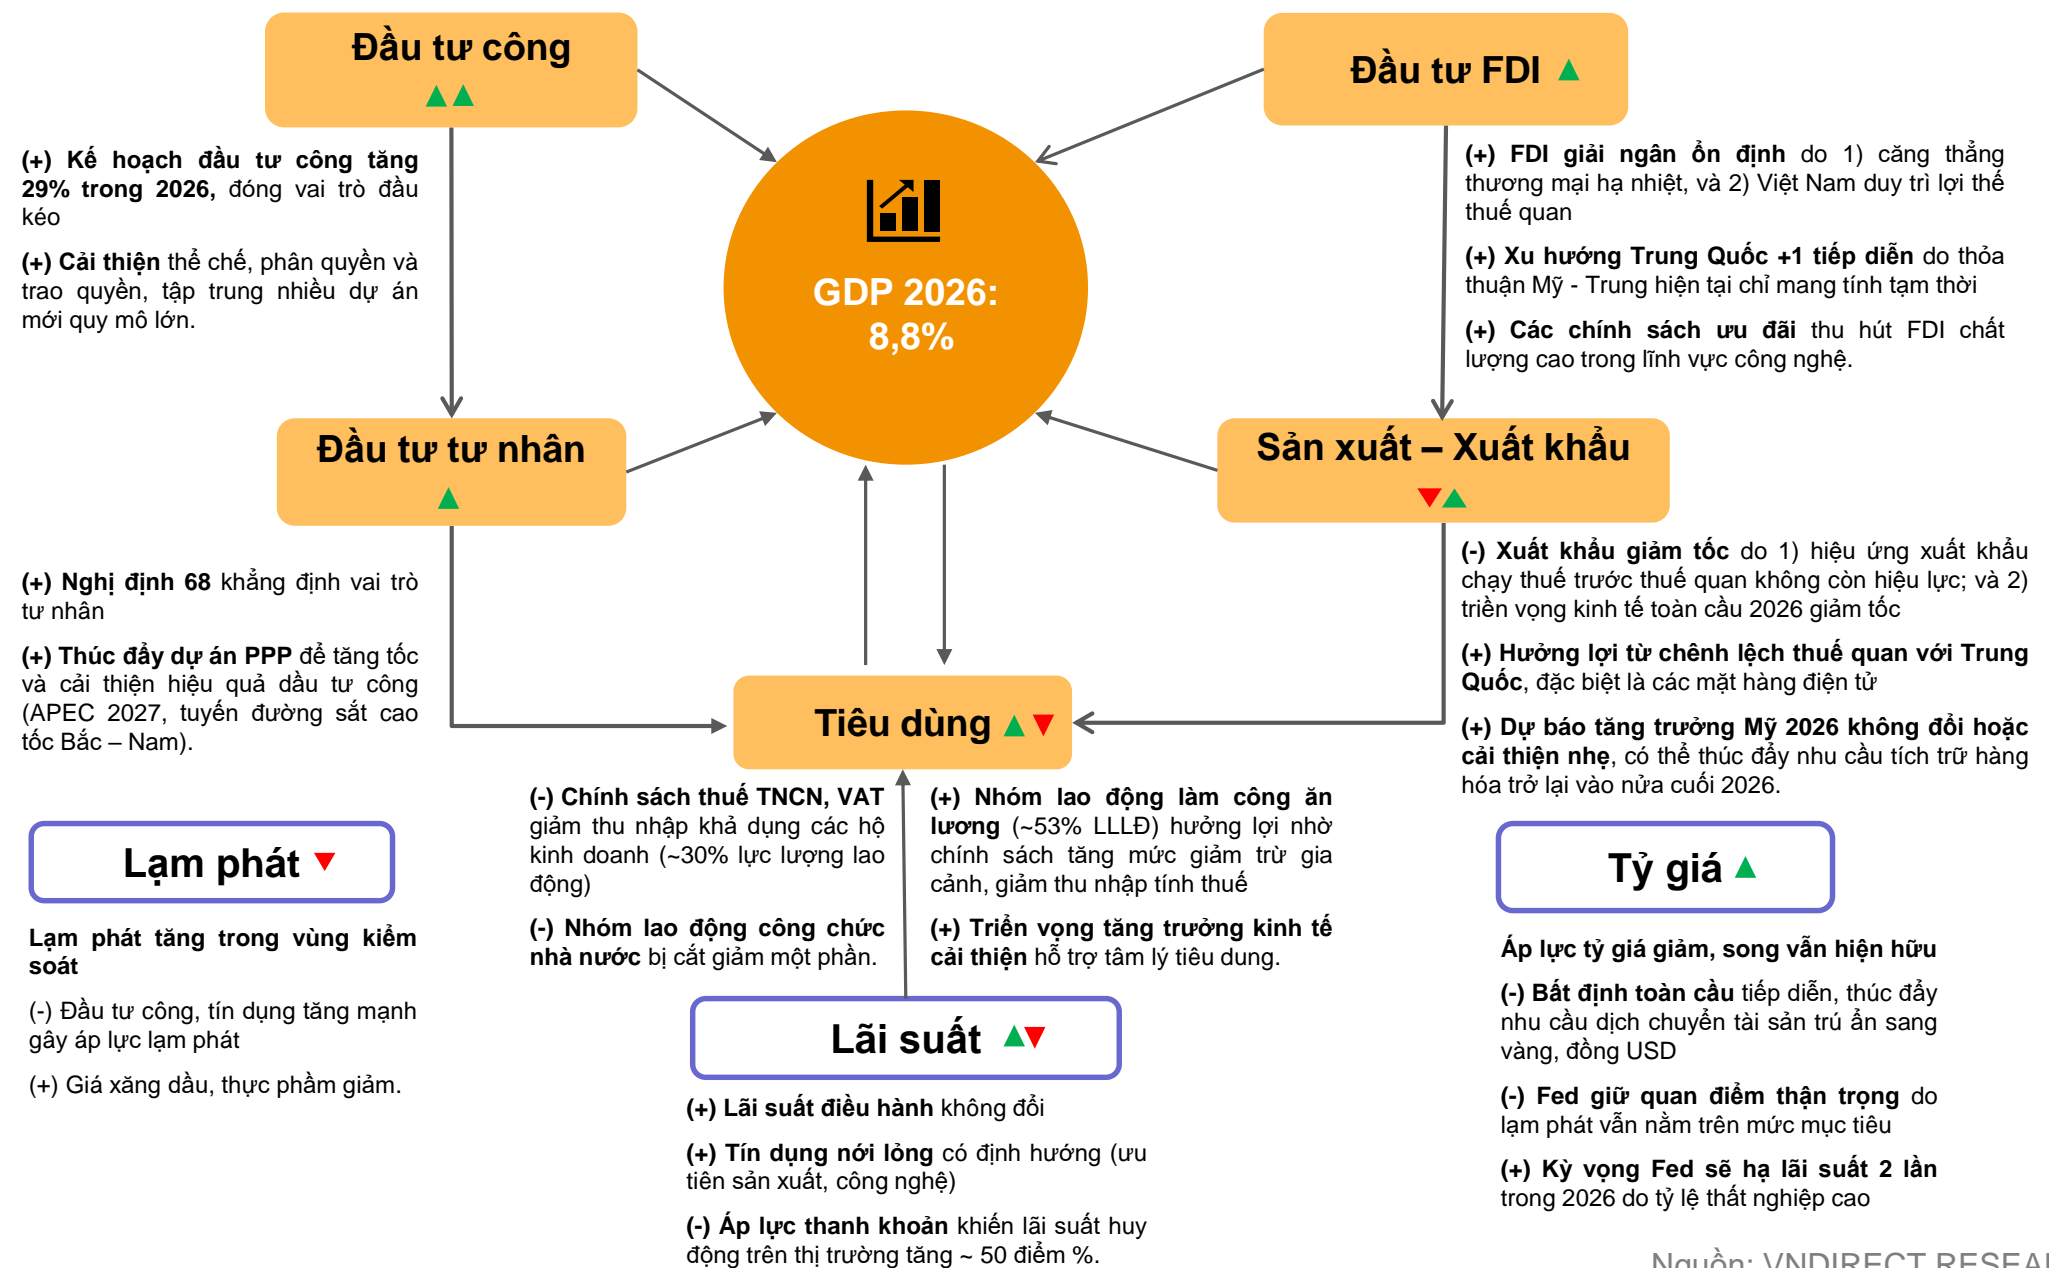 Đầu tư công
(+) Kế hoạch đầu tư công tăng
29% trong 2026, đóng vai trò đầu
kéo
(+) Cải thiện thể chế, phân quyền và
trao quyền, tập trung nhiều dự án
mới quy mô lớn.
Đầu tư FDI
(+) FDI giải ngân ổn định do 1) căng thẳng
thương mại hạ nhiệt, và 2) Việt Nam duy trì lợi thế
thuế quan
(+) Xu hướng Trung Quốc +1 tiếp diễn do thỏa
thuận Mỹ - Trung hiện tại chỉ mang tính tạm thời
(+) Các chính sách ưu đãi thu hút FDI chất
lượng cao trong lĩnh vực công nghệ.
GDP 2026:
8,8%
Đầu tư tư nhân
(+) Nghị định 68 khẳng định vai trò
tư nhân
(+) Thúc đẩy dự án PPP để tăng tốc
và cải thiện hiệu quả dầu tư công
(APEC 2027, tuyến đường sắt cao
tốc Bắc – Nam).
Sản xuất – Xuất khẩu
(-) Xuất khẩu giảm tốc do 1) hiệu ứng xuất khẩu
chạy thuế trước thuế quan không còn hiệu lực; và 2)
triền vọng kinh tế toàn cầu 2026 giảm tốc
(+) Hưởng lợi từ chênh lệch thuế quan với Trung
Quốc, đặc biệt là các mặt hàng điện tử
(+) Dự báo tăng trưởng Mỹ 2026 không đổi hoặc
cải thiện nhẹ, có thể thúc đẩy nhu cầu tích trữ hàng
hóa trở lại vào nửa cuối 2026.
Tiêu dùng
(-) Chính sách thuế TNCN, VAT
giảm thu nhập khả dụng các hộ
kinh doanh (~30% lực lượng lao
động)
(-) Nhóm lao động công chức
nhà nước bị cắt giảm một phần.
(+) Nhóm lao động làm công ăn
lương (~53% LLLĐ) hưởng lợi nhờ
chính sách tăng mức giảm trừ gia
cảnh, giảm thu nhập tính thuế
(+) Triển vọng tăng trưởng kinh tế
cải thiện hỗ trợ tâm lý tiêu dung.
Lạm phát
Lạm phát tăng trong vùng kiểm
soát
(-) Đầu tư công, tín dụng tăng mạnh
gây áp lực lạm phát
(+) Giá xăng dầu, thực phầm giảm.
Lãi suất
(+) Lãi suất điều hành không đổi
(+) Tín dụng nới lỏng có định hướng (ưu
tiên sản xuất, công nghệ)
(-) Áp lực thanh khoản khiến lãi suất huy
động trên thị trường tăng ~ 50 điểm %.
Tỷ giá
Áp lực tỷ giá giảm, song vẫn hiện hữu
(-) Bất định toàn cầu tiếp diễn, thúc đẩy
nhu cầu dịch chuyển tài sản trú ẩn sang
vàng, đồng USD
(-) Fed giữ quan điểm thận trọng do
lạm phát vẫn nằm trên mức mục tiêu
(+) Kỳ vọng Fed sẽ hạ lãi suất 2 lần
trong 2026 do tỷ lệ thất nghiệp cao
Nguồn: VNDIRECT